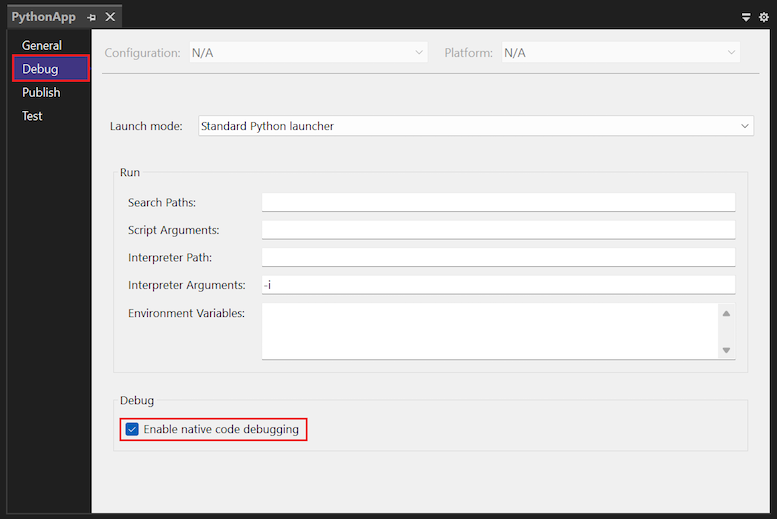 PythonApp
General
Debug
Publish
Test
Configuration: N/A Platform: N/A
Launch mode: Standard Python launcher
Run
Search Paths:
Script Arguments:
Interpreter Path:
Interpreter Arguments: -i
Environment Variables:
Debug
Enable native code debugging